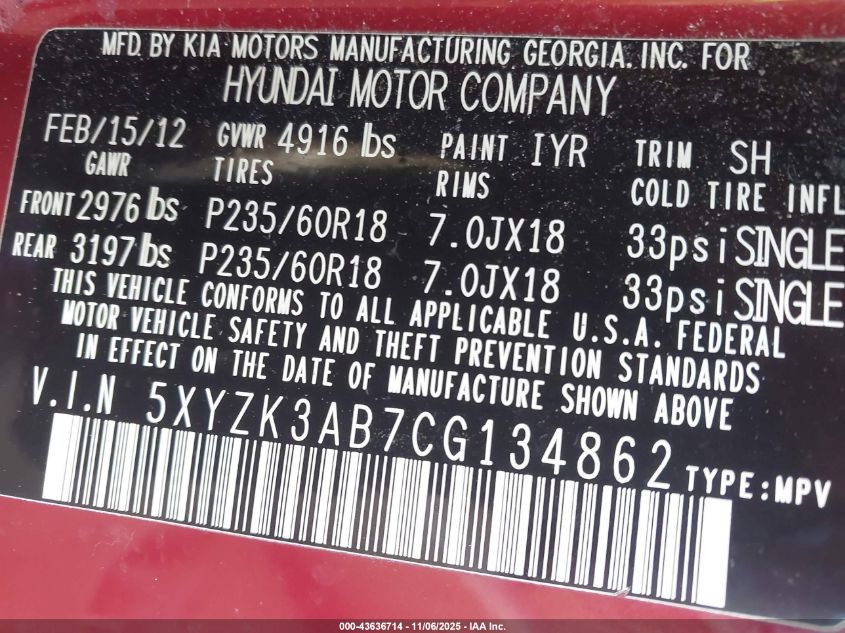 MFD. BY KIA MOTORS MANUFACTURING GEORGIA. INC. FOR
HYUNDAI MOTOR COMPANY
FEB/15/12 GVWR 4916 lbs PAINT IYR TRIM SH
GAWR TIRES RIMS COLD TIRE INFL
FRONT 2976 lbs P235/60R18 7.0JX18 33psi SINGLE
REAR 3197 lbs P235/60R18 7.0JX18 33psi SINGLE
THIS VEHICLE CONFORMS TO ALL APPLICABLE U.S.A. FEDERAL
MOTOR VEHICLE SAFETY AND THEFT PREVENTION STANDARDS
IN EFFECT ON THE DATE OF MANUFACTURE SHOWN ABOVE
V.I.N 5XYZK3AB7CG134862 TYPE:MPV
000-43636714 - 11/06/2025 - IAA Inc.